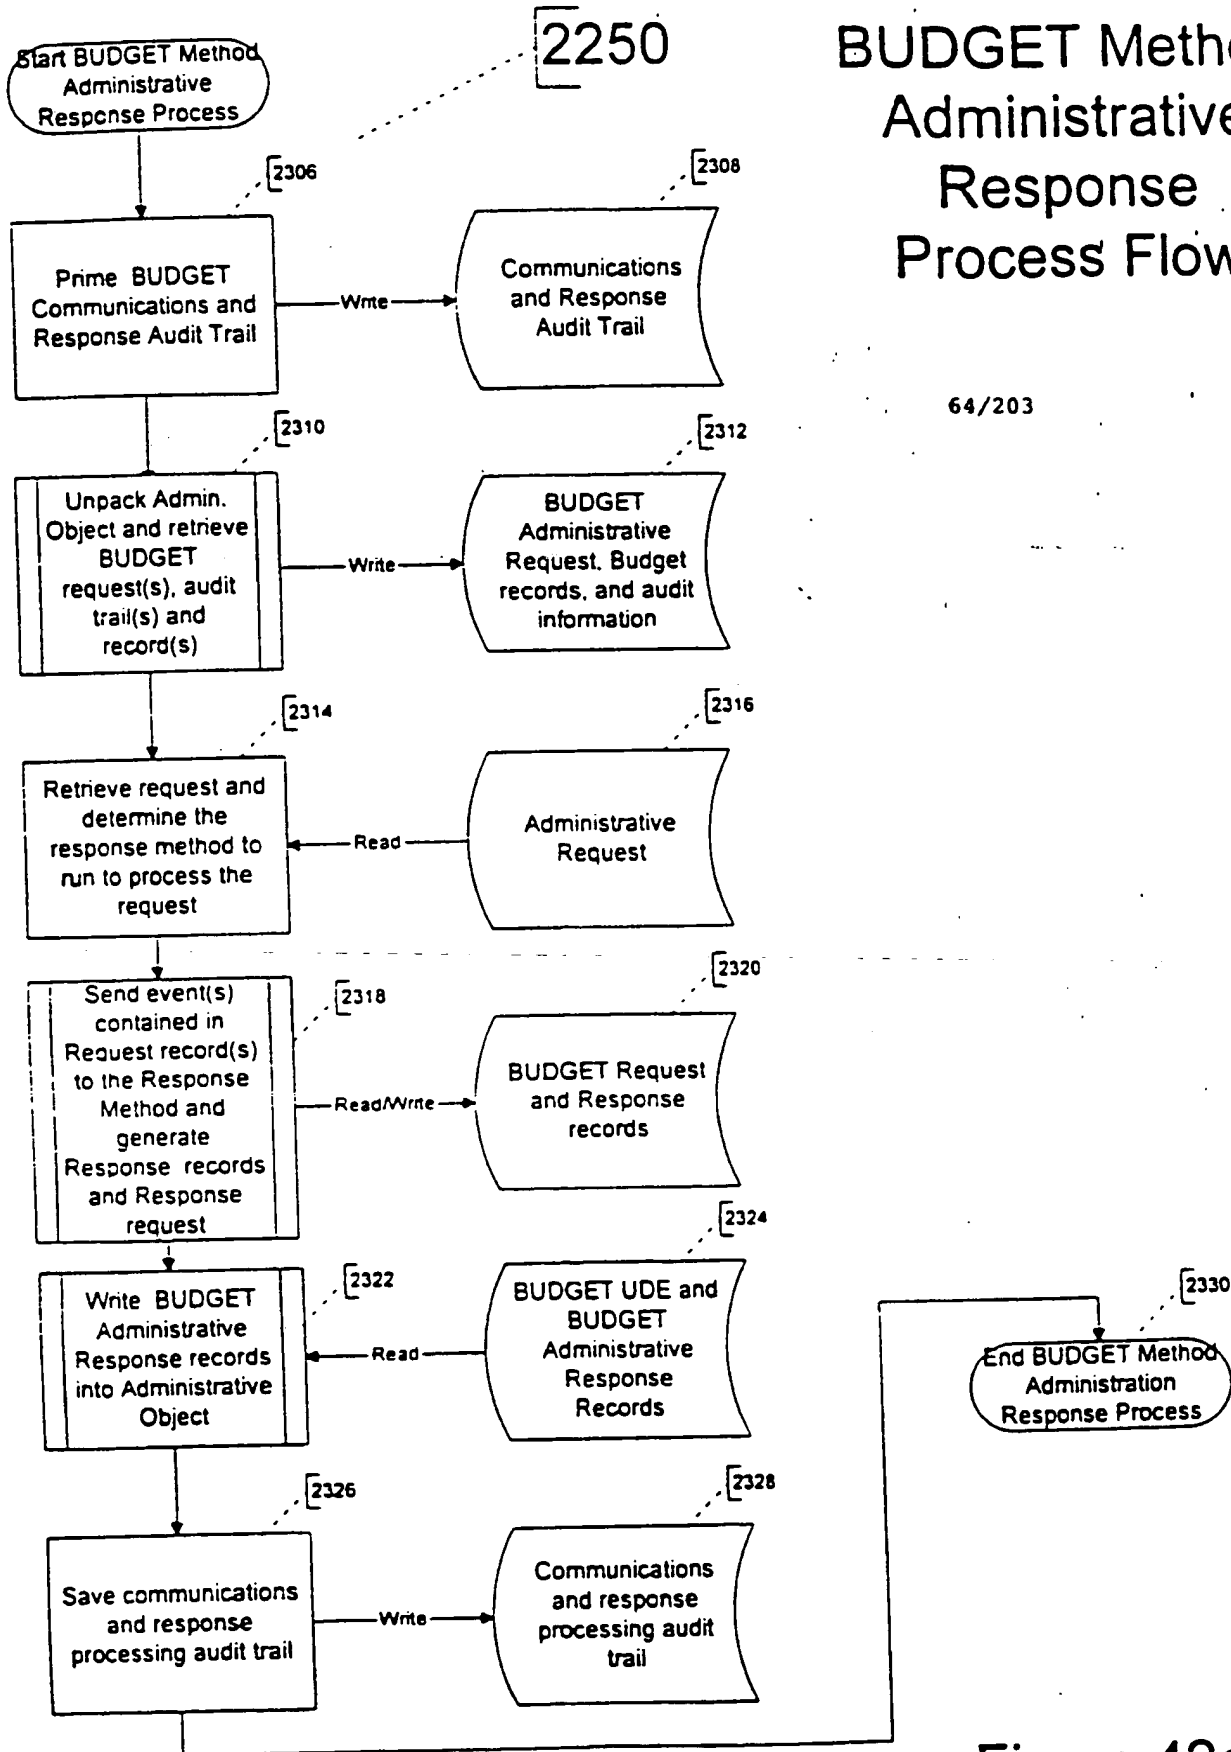 2250
BUDGET Metho
Administrative
Response
Process Flow
64/203
Start BUDGET Method
Administrative
Response Process
2306
Prime BUDGET
Communications and
Response Audit Trail
Write
2308
Communications
and Response
Audit Trail
2310
Unpack Admin.
Object and retrieve
BUDGET
request(s), audit
trail(s) and
record(s)
Write
2312
BUDGET
Administrative
Request, Budget
records, and audit
information
2314
Retrieve request and
determine the
response method to
run to process the
request
Read
2316
Administrative
Request
2318
Send event(s)
contained in
Request record(s)
to the Response
Method and
generate
Response records
and Response
request
Read/Write
2320
BUDGET Request
and Response
records
2322
Write BUDGET
Administrative
Response records
into Administrative
Object
Read
2324
BUDGET UDE and
BUDGET
Administrative
Response
Records
2326
Save communications
and response
processing audit trail
Write
2328
Communications
and response
processing audit
trail
2330
End BUDGET Method
Administration
Response Process